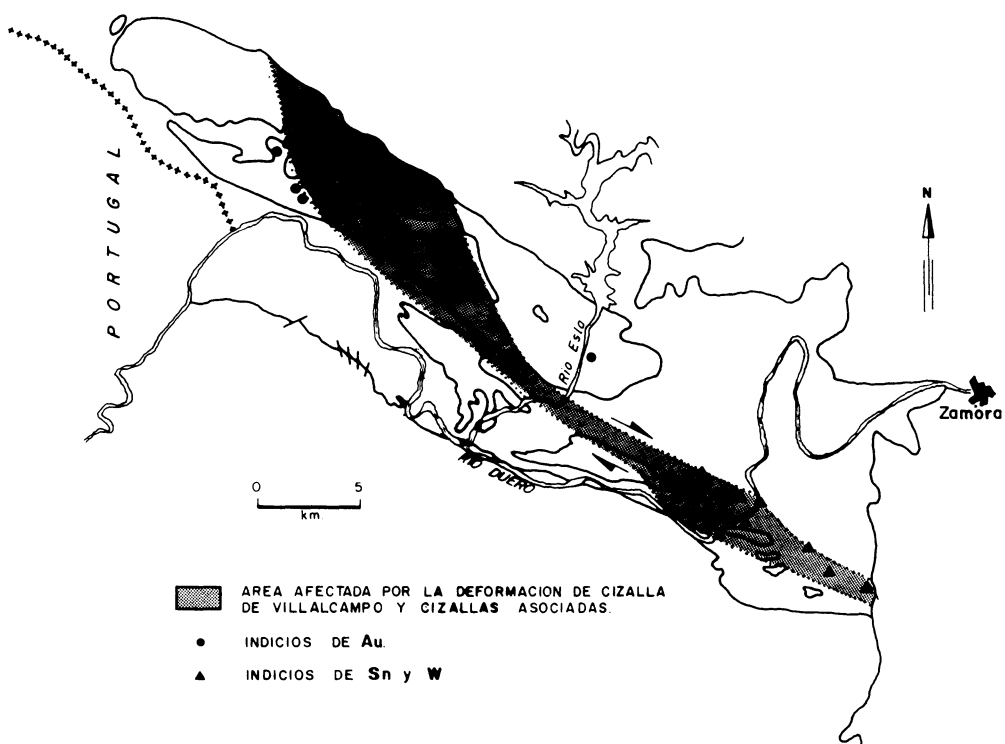 PORTUGAL
N
Rio Esla
Zamora
RIO DUERO
0 5
km
AREA AFECTADA POR LA DEFORMACION DE CIZALLA
DE VILLALCAMPO Y CIZALLAS ASOCIADAS.
INDICIOS DE Au.
INDICIOS DE Sn y W